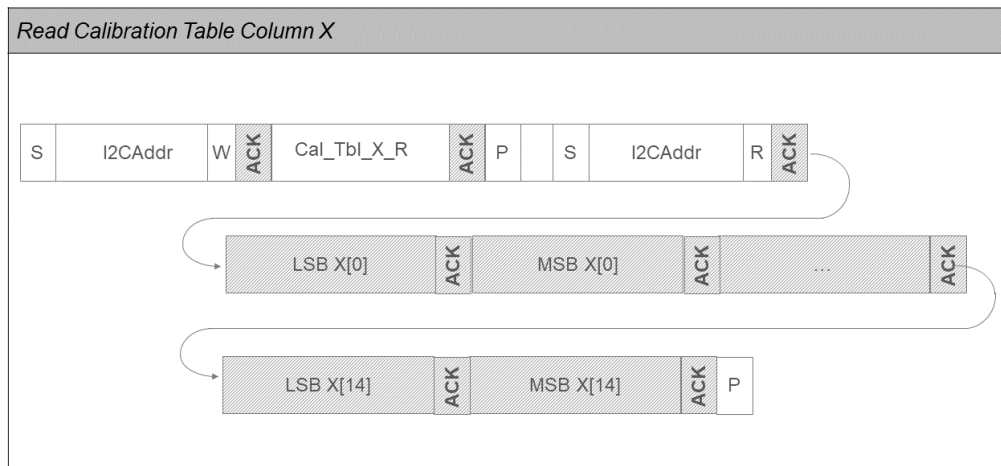 Read Calibration Table Column X
S I2CAddr W ACK Cal_Tbl_X_R ACK P S I2CAddr R ACK
LSB X[0] ACK MSB X[0] ACK ... ACK
LSB X[14] ACK MSB X[14] ACK P